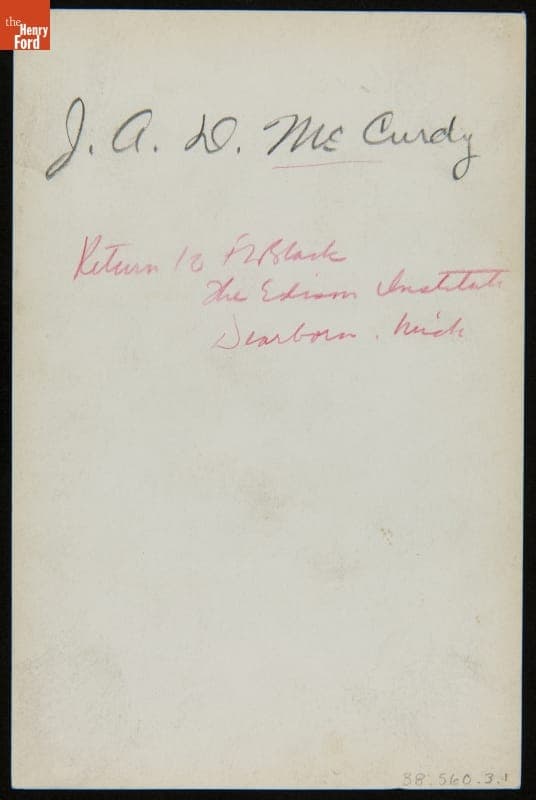 the
Henry
Ford
J. A. D. McCurdy
Return to F L Black
The Edison Institute
Dearborn. Mich
38.560.3.1